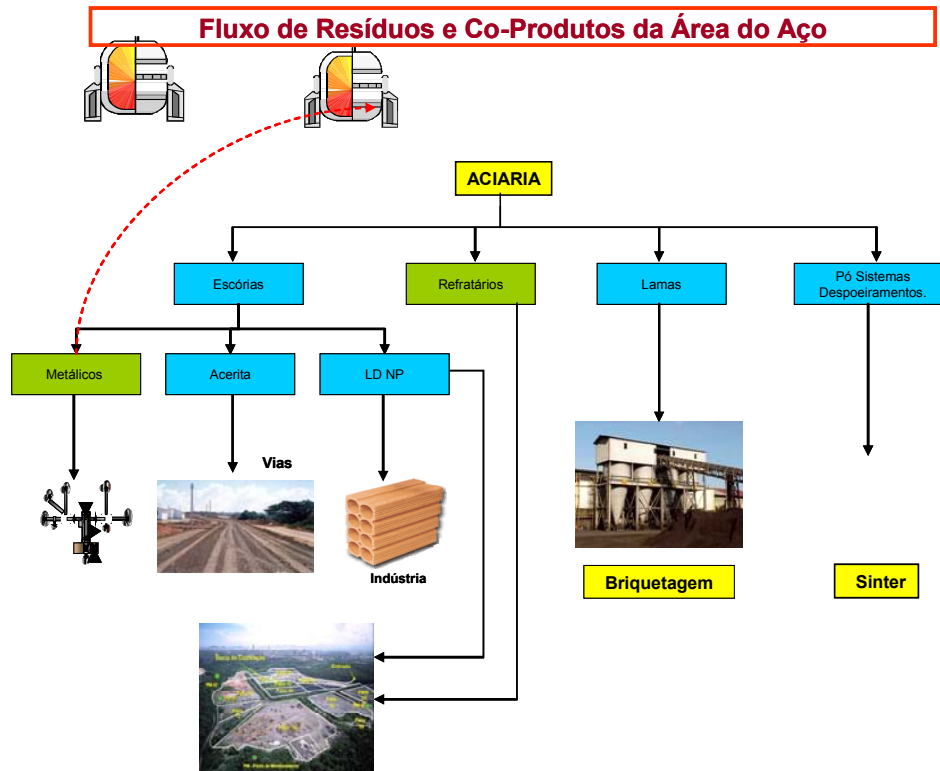 Fluxo de Resíduos e Co-Produtos da Área do Aço
ACIARIA
Escórias
Refratários
Lamas
Pó Sistemas
Despoeiramentos.
Metálicos
Acerita
LD NP
Vias
Indústria
Briquetagem
Sinter